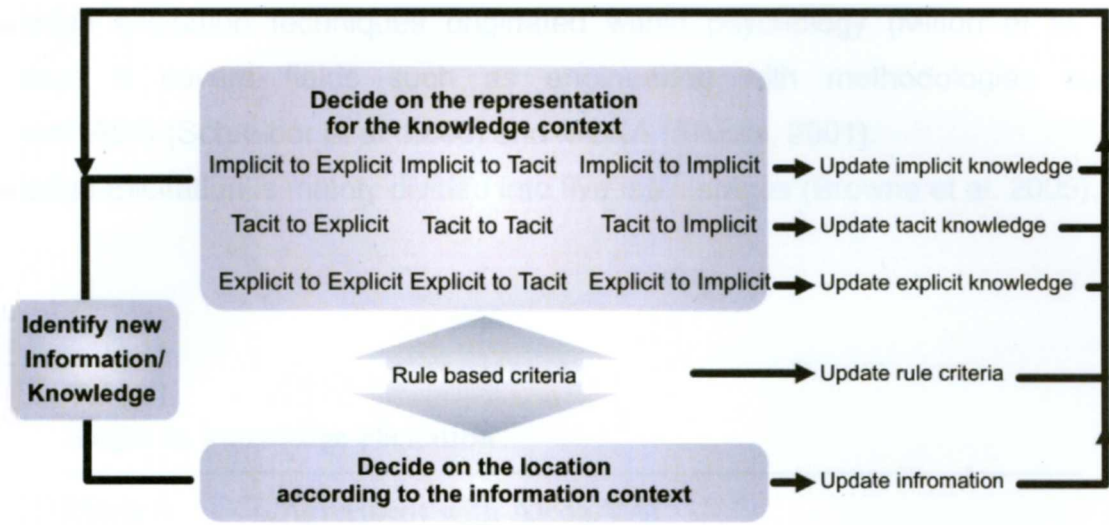 Decide on the representation
for the knowledge context
Implicit to Explicit Implicit to Tacit Implicit to Implicit Update implicit knowledge
Tacit to Explicit Tacit to Tacit Tacit to Implicit Update tacit knowledge
Explicit to Explicit Explicit to Tacit Explicit to Implicit Update explicit knowledge
Identify new
Information/
Knowledge
Rule based criteria Update rule criteria
Decide on the location
according to the information context
Update infromation